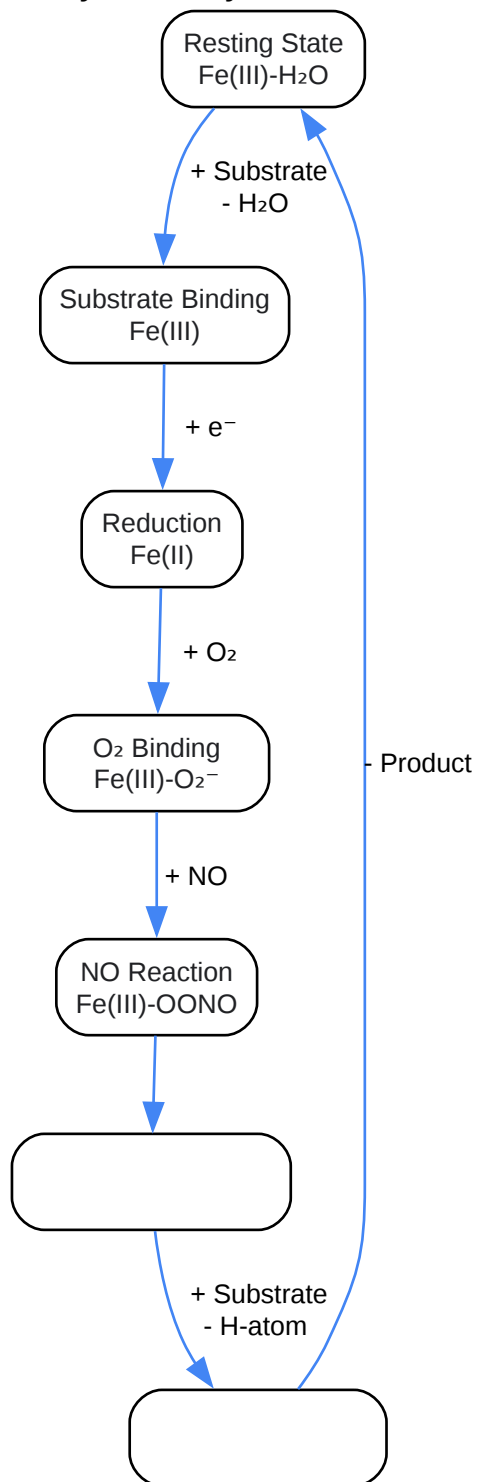 Resting State
Fe(III)-H₂O
+ Substrate
- H₂O
Substrate Binding
Fe(III)
+ e⁻
Reduction
Fe(II)
+ O₂
O₂ Binding
Fe(III)-O₂⁻
- Product
+ NO
NO Reaction
Fe(III)-OONO
+ Substrate
- H-atom